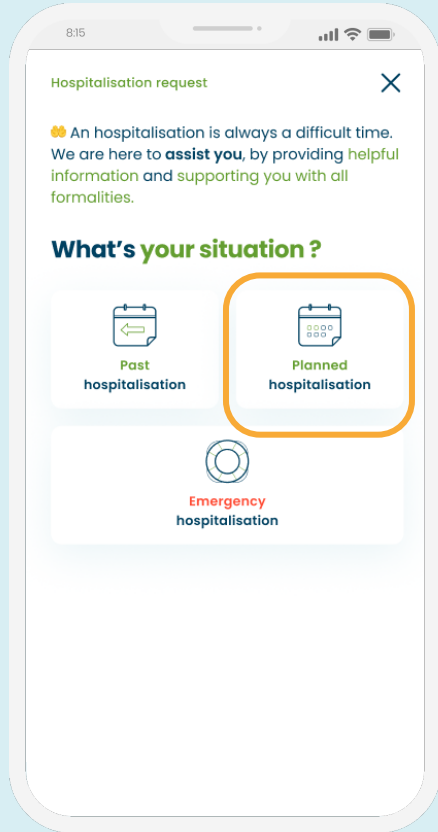 8:15
Hospitalisation request
🤲 An hospitalisation is always a difficult time.
We are here to assist you, by providing helpful
information and supporting you with all
formalities.
What's your situation ?
Past
hospitalisation
Planned
hospitalisation
Emergency
hospitalisation